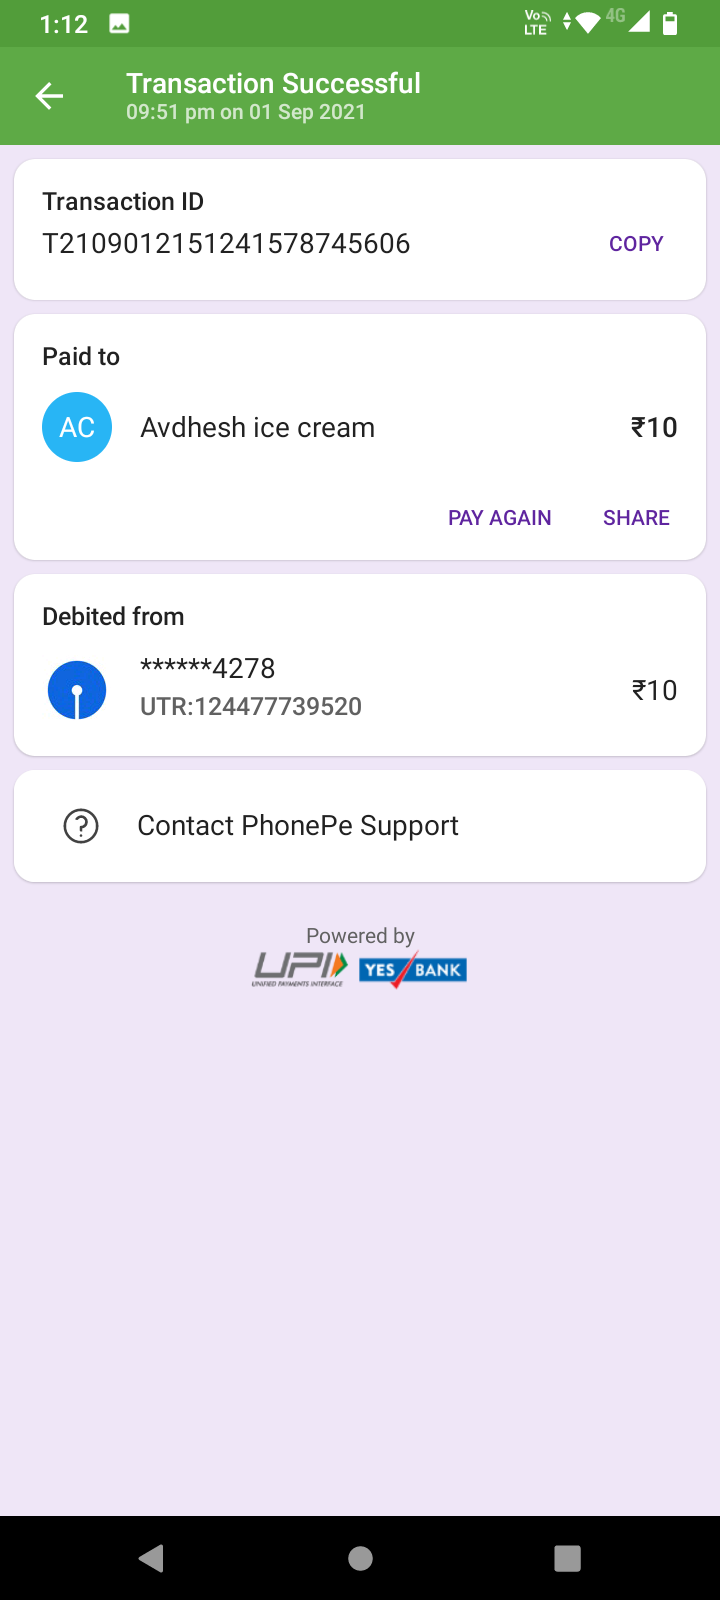 1:12
Vo LTE 4G
Transaction Successful
09:51 pm on 01 Sep 2021
Transaction ID
T2109012151241578745606
COPY
Paid to
AC
Avdhesh ice cream
₹10
PAY AGAIN
SHARE
Debited from
******4278
UTR:124477739520
₹10
Contact PhonePe Support
Powered by
UPI
UNIFIED PAYMENTS INTERFACE
YES BANK